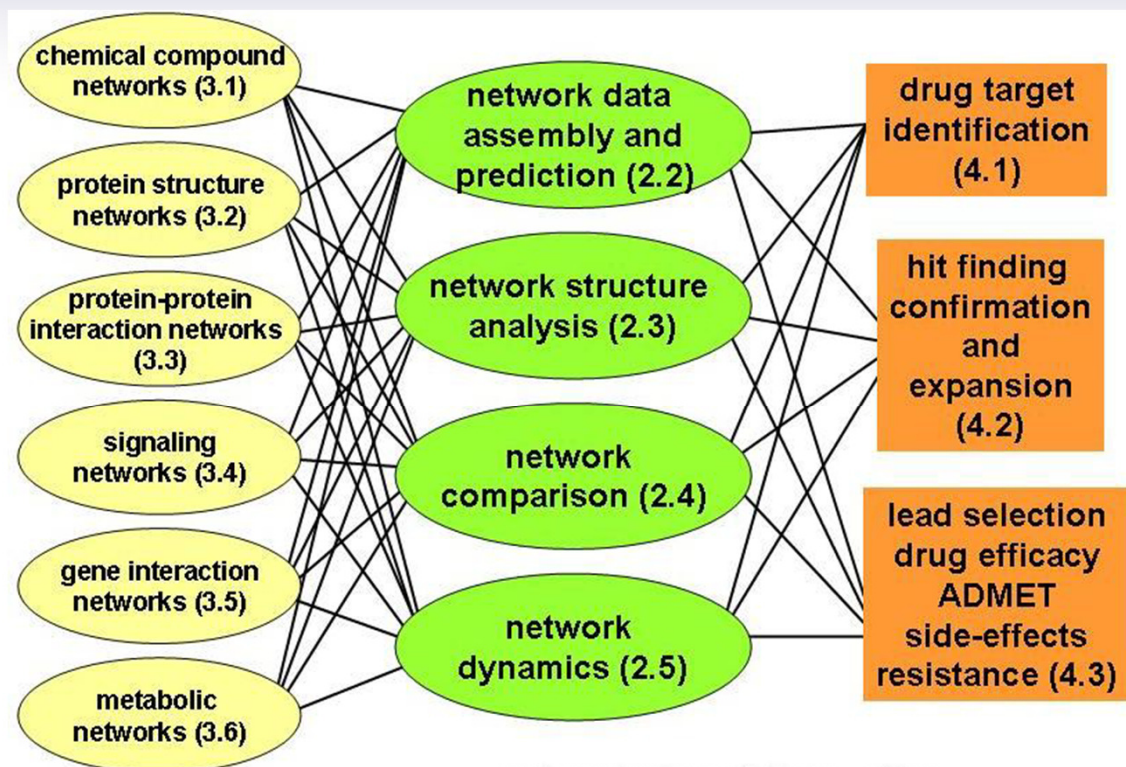 chemical compound
networks (3.1)
protein structure
networks (3.2)
protein-protein
interaction networks
(3.3)
signaling
networks (3.4)
gene interaction
networks (3.5)
metabolic
networks (3.6)
network data
assembly and
prediction (2.2)
network structure
analysis (2.3)
network
comparison (2.4)
network
dynamics (2.5)
drug target
identification
(4.1)
hit finding
confirmation
and
expansion
(4.2)
lead selection
drug efficacy
ADMET
side-effects
resistance (4.3)